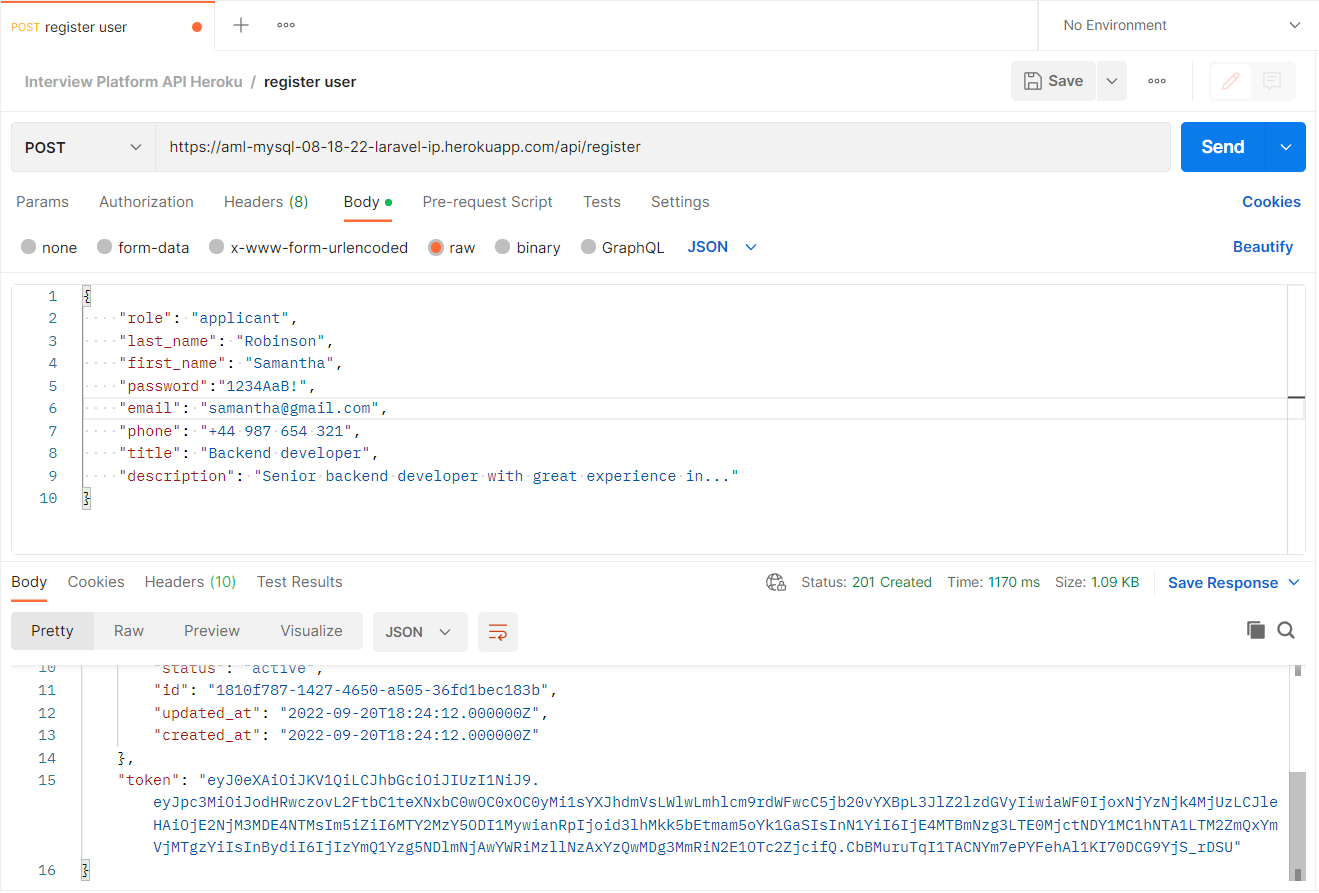 POST register user
No Environment
Interview Platform API Heroku / register user
Save
POST
https://aml-mysql-08-18-22-laravel-ip.herokuapp.com/api/register
Send
Params Authorization Headers (8) Body Pre-request Script Tests Settings Cookies
none form-data x-www-form-urlencoded raw binary GraphQL JSON Beautify
1 {
2 "role": "applicant",
3 "last_name": "Robinson",
4 "first_name": "Samantha",
5 "password":"1234AaB!",
6 "email": "samantha@gmail.com",
7 "phone": "+44 987 654 321",
8 "title": "Backend developer",
9 "description": "Senior backend developer with great experience in..."
10 }
Body Cookies Headers (10) Test Results Status: 201 Created Time: 1170 ms Size: 1.09 KB Save Response
Pretty Raw Preview Visualize JSON
10 "status": "active",
11 "id": "1810f787-1427-4650-a505-36fd1bec183b",
12 "updated_at": "2022-09-20T18:24:12.000000Z",
13 "created_at": "2022-09-20T18:24:12.000000Z"
14 },
15 "token": "eyJ0eXAiOiJKV1QiLCJhbGciOiJIUzI1NiJ9.
eyJpc3MiOiJodHRwczovL2FtbC1teXNxbC0wOC0xOC0yMi1sYXJhdmVsLWlwLmhlcm9rdWFwcC5jb20vYXBpL3JlZ2lzdGVyIiwiaWF0IjoxNjYzNjk4MjUzLCJle
HAiOjE2NjM3MDE4NTMsIm5iZiI6MTY2MzY5ODI1MywianRpIjoid3lhMkk5bEtmam5oYk1GaSIsInN1YiI6IjE4MTBmNzg3LTE0MjctNDY1MC1hNTA1LTM2ZmQxYm
VjMTgzYiIsInBydiI6IjIzYmQ1Yzg5NDlmNjAwYWRiMzllNzAxYzQwMDg3MmRiN2E1OTc2ZjcifQ.CbBMuruTqI1TACNYm7ePYFehAl1KI70DCG9YjS_rDSU"
16 }